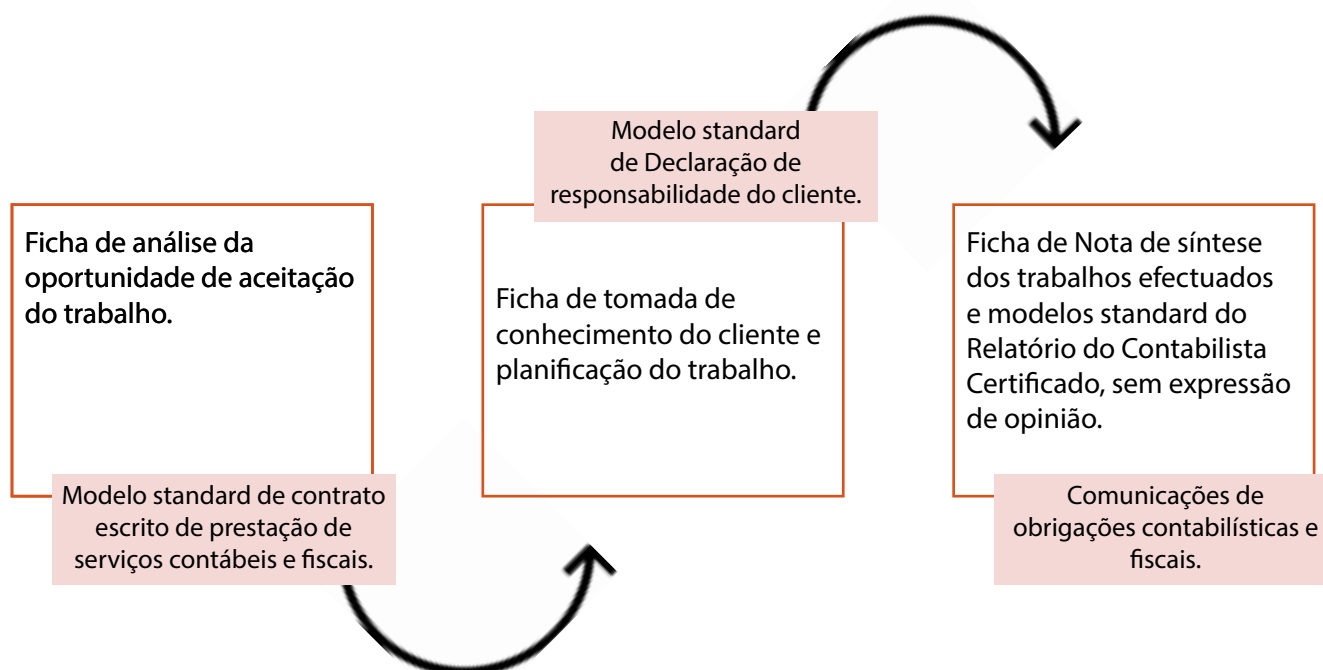 Ficha de análise da
oportunidade de aceitação
do trabalho.
Modelo standard de contrato
escrito de prestação de
serviços contábeis e fiscais.
Modelo standard
de Declaração de
responsabilidade do cliente.
Ficha de tomada de
conhecimento do cliente e
planificação do trabalho.
Ficha de Nota de síntese
dos trabalhos efectuados
e modelos standard do
Relatório do Contabilista
Certificado, sem expressão
de opinião.
Comunicações de
obrigações contabilísticas e
fiscais.